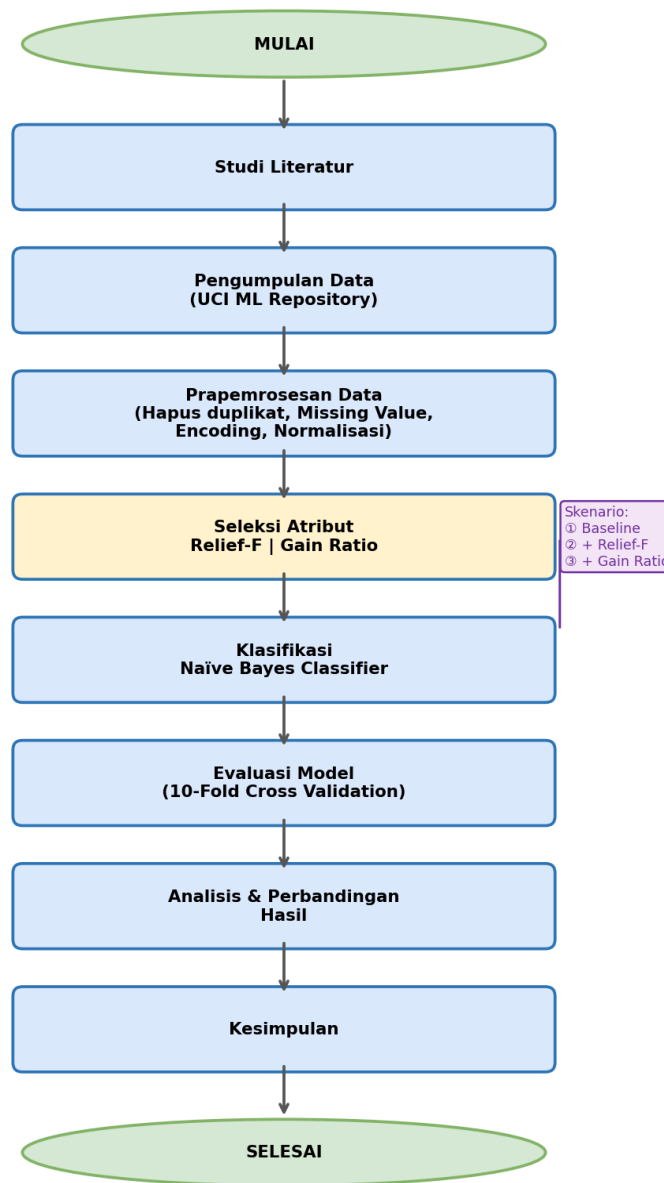 MULAI
Studi Literatur
Pengumpulan Data
(UCI ML Repository)
Prapemrosesan Data
(Hapus duplikat, Missing Value,
Encoding, Normalisasi)
Seleksi Atribut
Relief-F | Gain Ratio
Skenario:
① Baseline
② + Relief-F
③ + Gain Ratio
Klasifikasi
Naïve Bayes Classifier
Evaluasi Model
(10-Fold Cross Validation)
Analisis & Perbandingan
Hasil
Kesimpulan
SELESAI